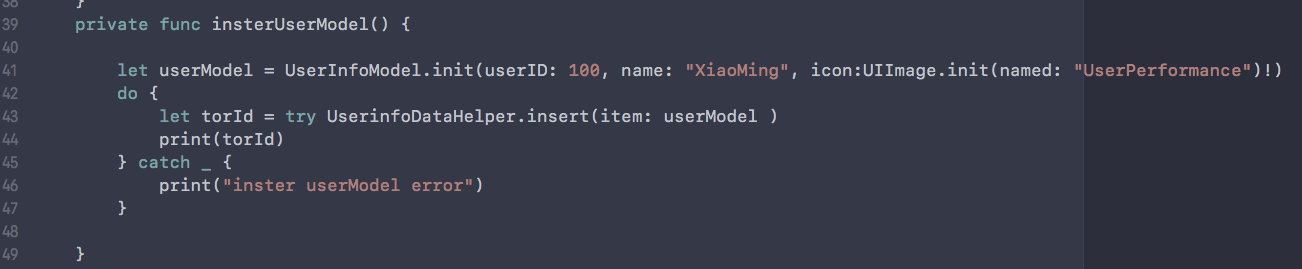 38 }
39 private func insterUserModel() {
40
41 let userModel = UserInfoModel.init(userID: 100, name: "XiaoMing", icon:UIImage.init(named: "UserPerformance")!)
42 do {
43 let torId = try UserinfoDataHelper.insert(item: userModel )
44 print(torId)
45 } catch _ {
46 print("inster userModel error")
47 }
48
49 }